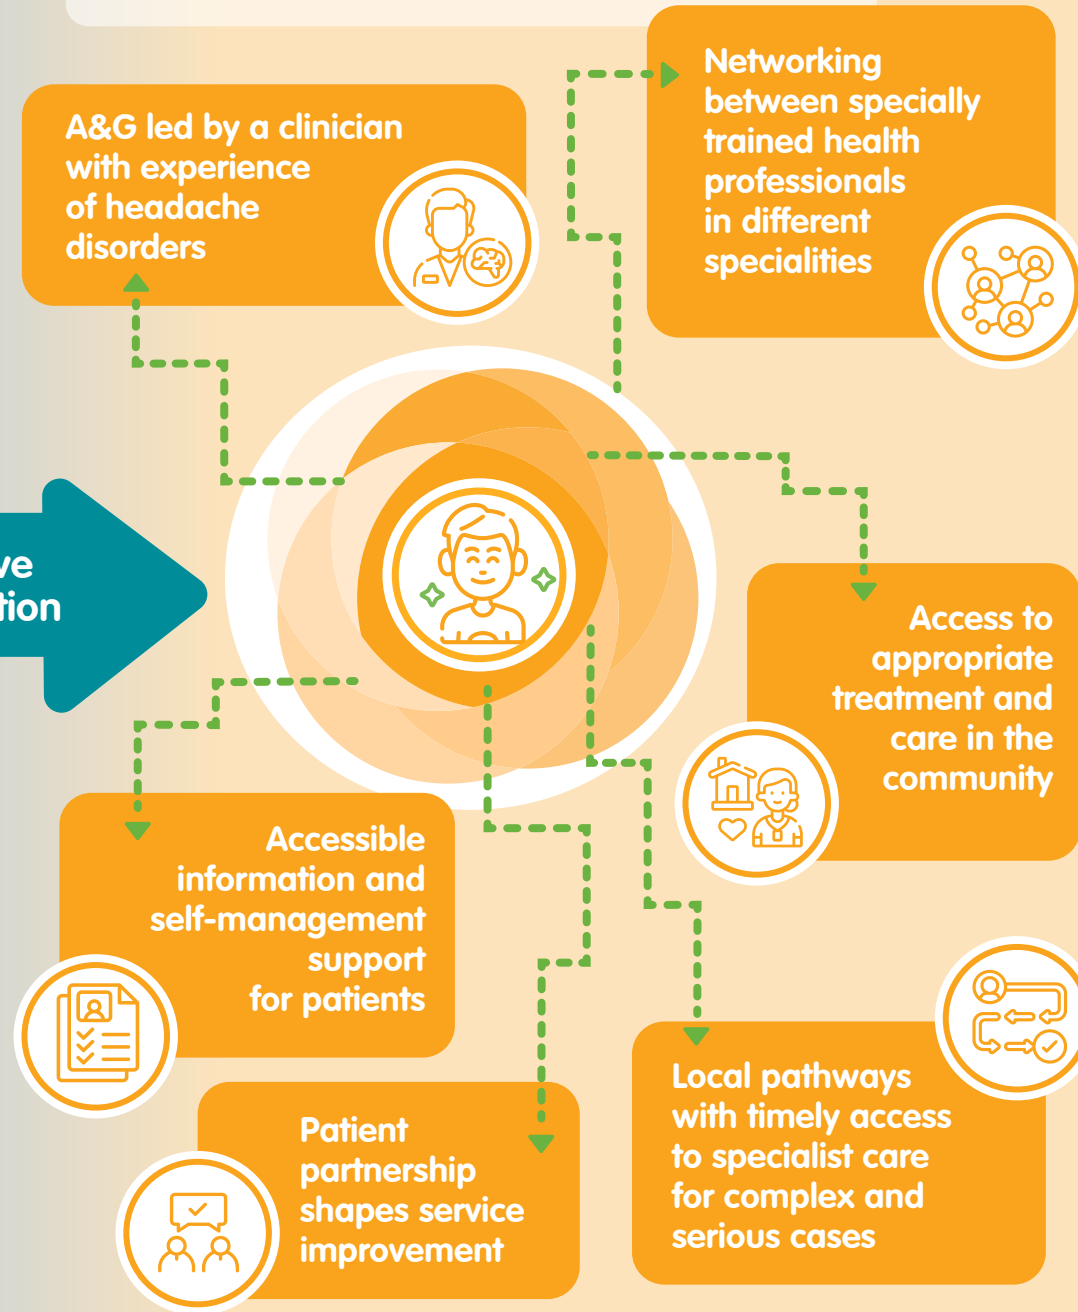 Networking
between specially
trained health
professionals
in different
specialities
A&G led by a clinician
with experience
of headache
disorders
Access to
appropriate
treatment and
care in the
community
Accessible
information and
self-management
support
for patients
Local pathways
with timely access
to specialist care
for complex and
serious cases
Patient
partnership
shapes service
improvement